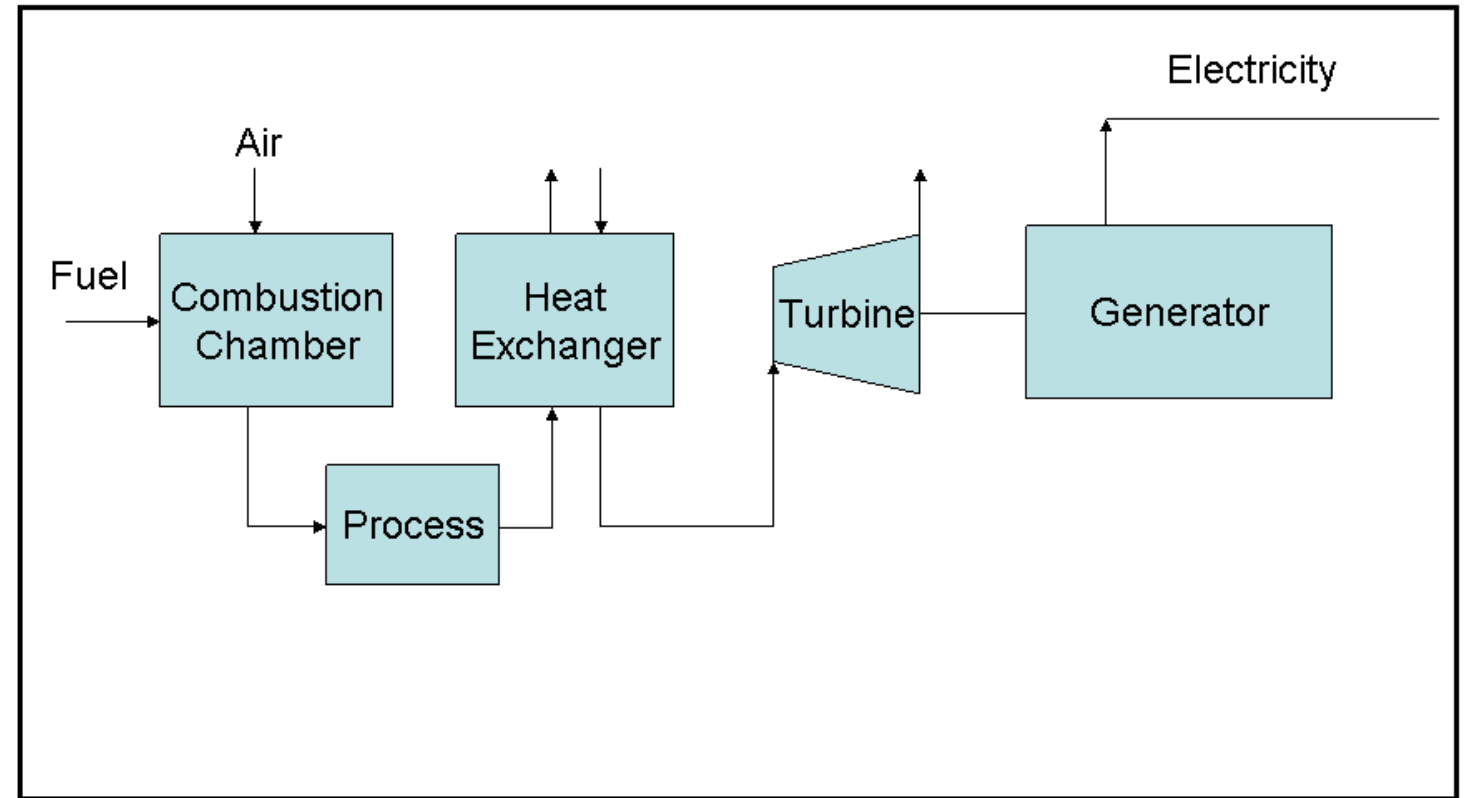 Electricity
Air
Fuel
Combustion
Chamber
Heat
Exchanger
Turbine
Generator
Process